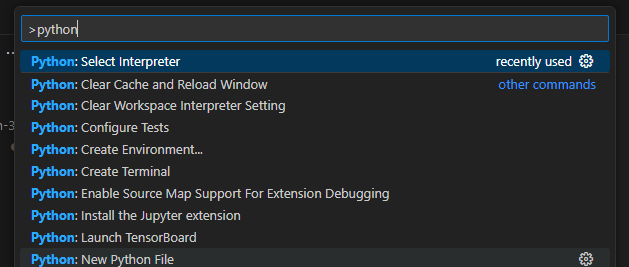 >python
Python: Select Interpreter recently used
Python: Clear Cache and Reload Window other commands
Python: Clear Workspace Interpreter Setting
Python: Configure Tests
Python: Create Environment...
Python: Create Terminal
Python: Enable Source Map Support For Extension Debugging
Python: Install the Jupyter extension
Python: Launch TensorBoard
Python: New Python File